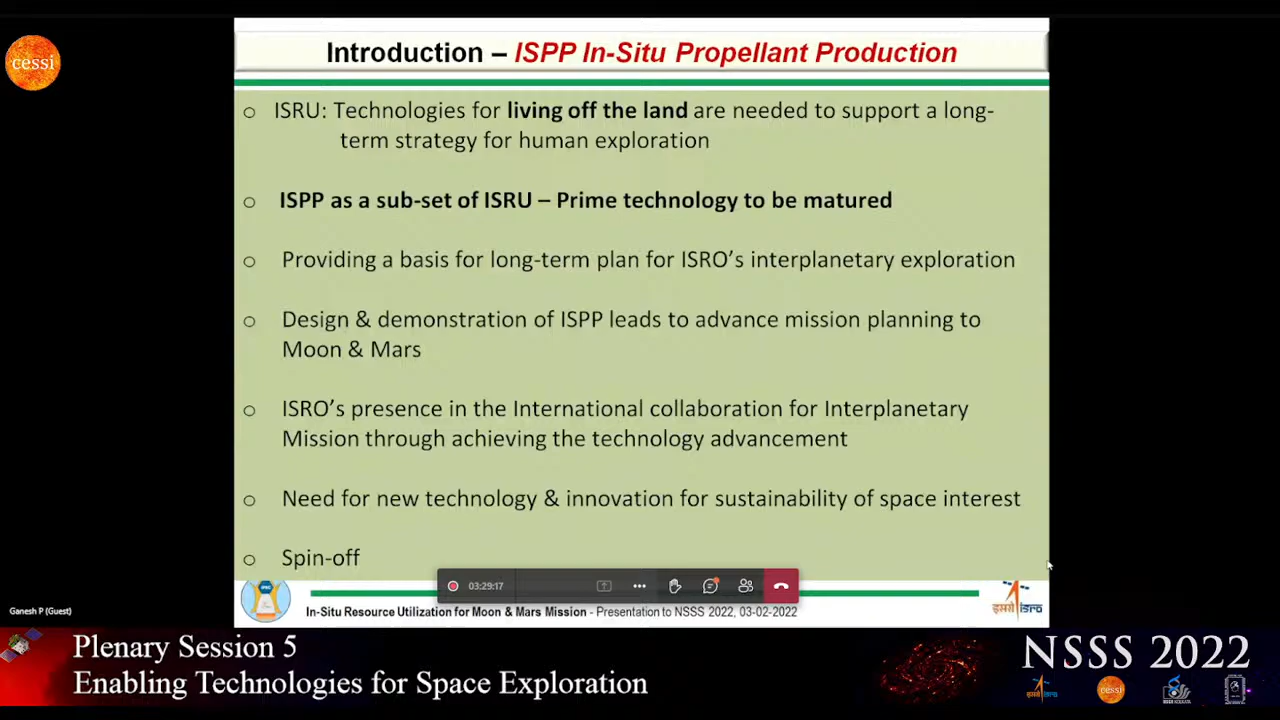 cessi
Introduction – ISPP In-Situ Propellant Production
o ISRU: Technologies for living off the land are needed to support a long-
term strategy for human exploration
o ISPP as a sub-set of ISRU – Prime technology to be matured
o Providing a basis for long-term plan for ISRO's interplanetary exploration
o Design & demonstration of ISPP leads to advance mission planning to
Moon & Mars
o ISRO's presence in the International collaboration for Interplanetary
Mission through achieving the technology advancement
o Need for new technology & innovation for sustainability of space interest
o Spin-off
03:29:17
In-Situ Resource Utilization for Moon & Mars Mission - Presentation to NSSS 2022, 03-02-2022
इसरो isro
Ganesh P (Guest)
Plenary Session 5
Enabling Technologies for Space Exploration
NSSS 2022